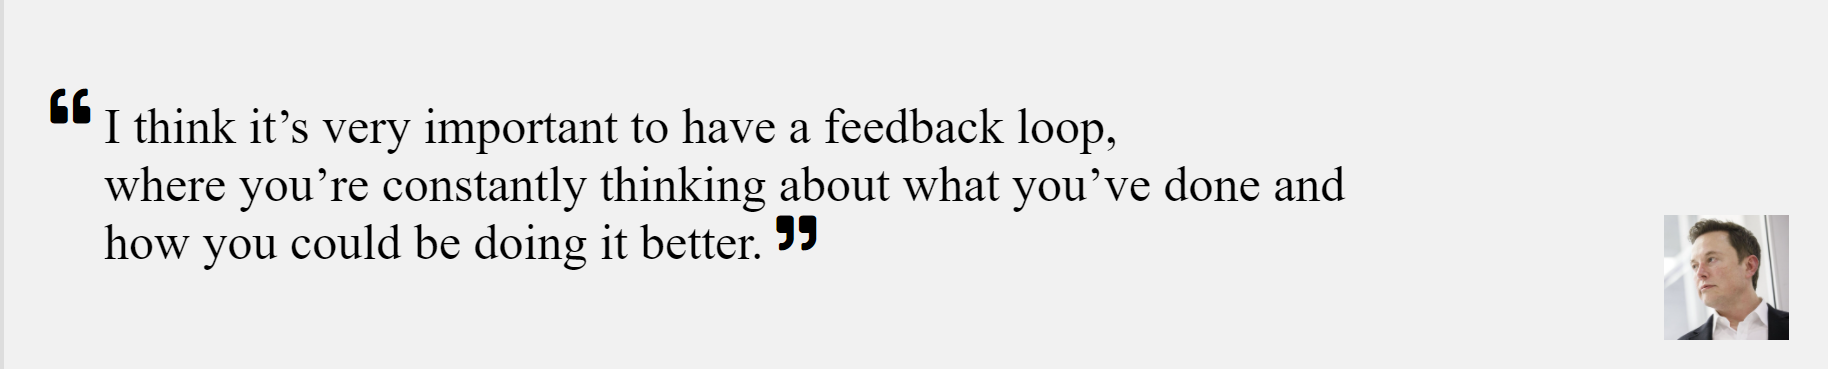 “ I think it’s very important to have a feedback loop,
where you’re constantly thinking about what you’ve done and
how you could be doing it better. ”